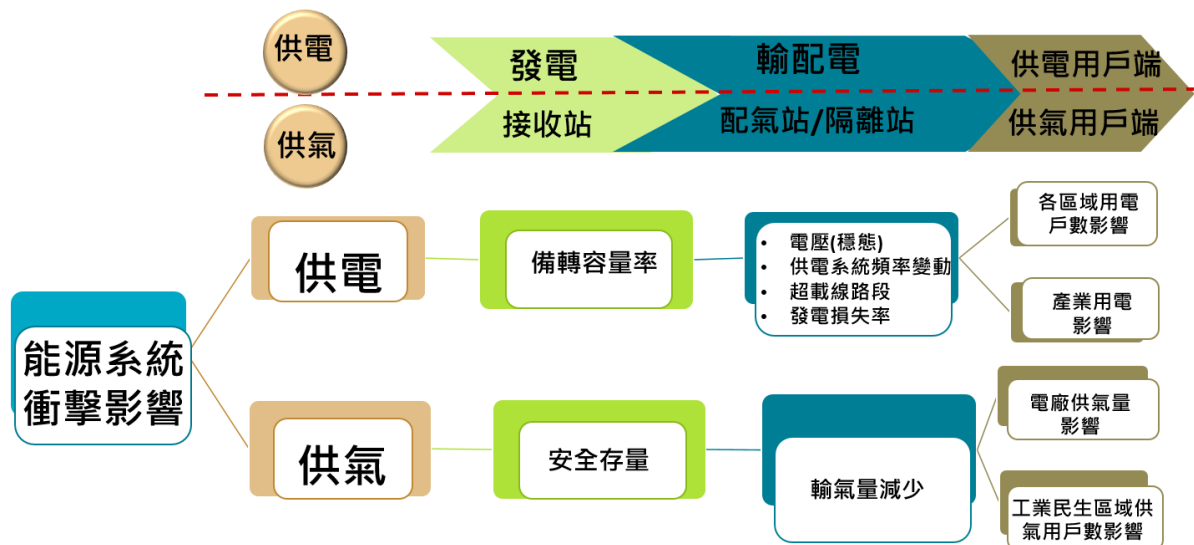 供電
發電
輸配電
供電用戶端
供氣
接收站
配氣站/隔離站
供氣用戶端
能源系統
衝擊影響
供電
備轉容量率
• 電壓(穩態)
• 供電系統頻率變動
• 超載線路段
• 發電損失率
各區域用電
戶數影響
產業用電
影響
供氣
安全存量
輸氣量減少
電廠供氣量
影響
工業民生區域供
氣用戶數影響